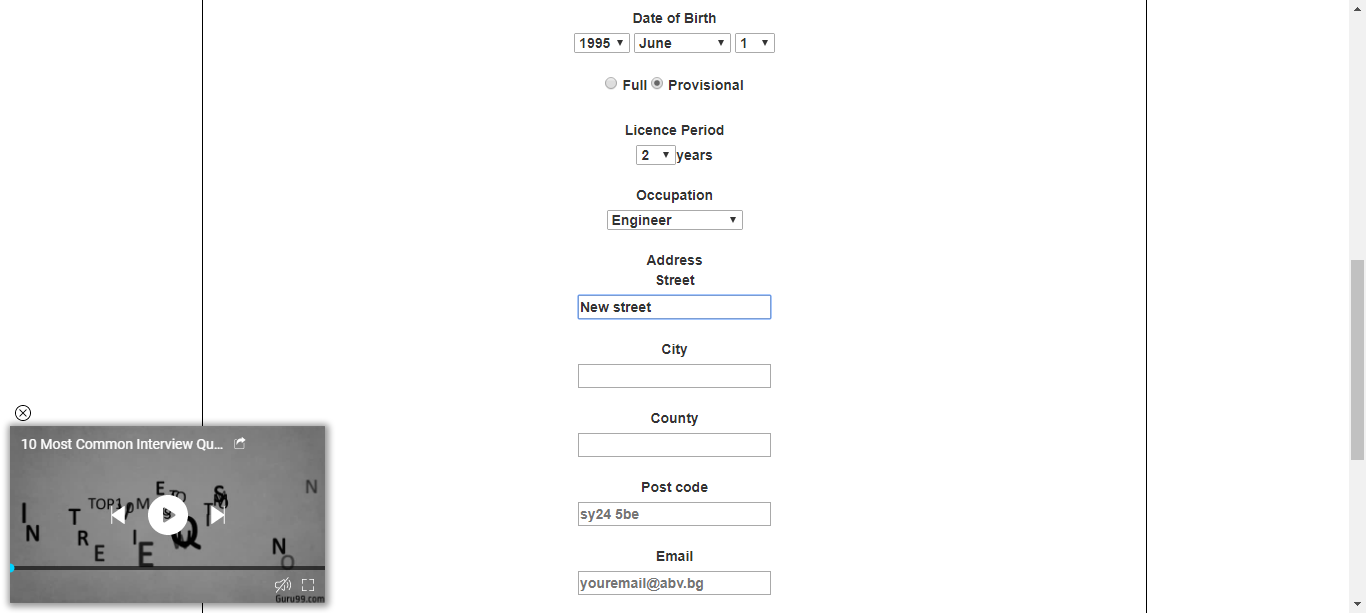 Date of Birth
1995 June 1
Full Provisional
Licence Period
2 years
Occupation
Engineer
Address
Street
New street
City
County
Post code
sy24 5be
Email
youremail@abv.bg
10 Most Common Interview Qu...
TOP10 M
Guru99.com